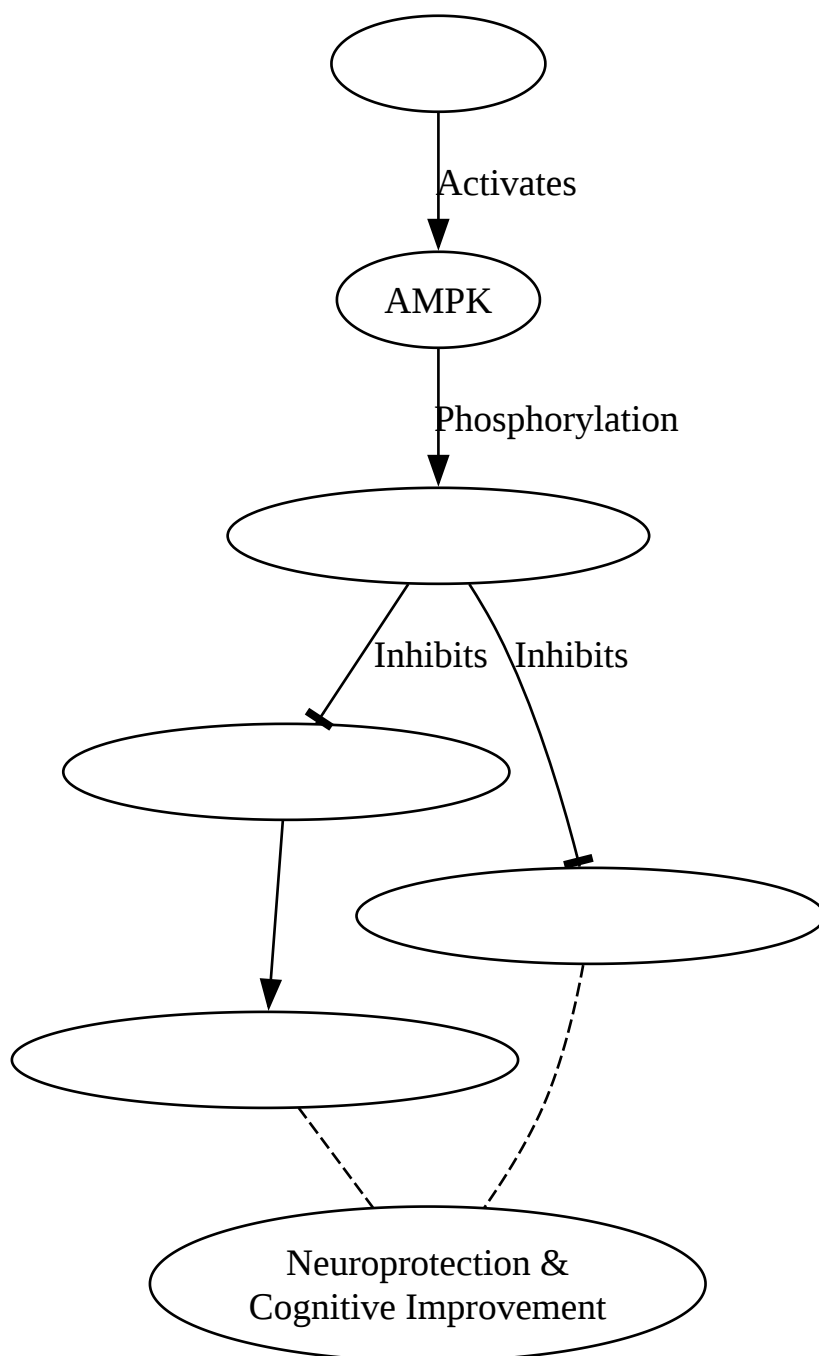 Activates
AMPK
Phosphorylation
Inhibits
Inhibits
Neuroprotection &
Cognitive Improvement